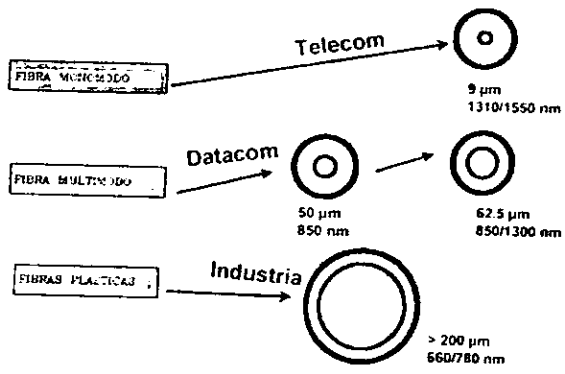 Telecom
FIBRA MONOMODO
9 µm
1310/1550 nm
Datacom
FIBRA MULTIMODO
50 µm
850 nm
62.5 µm
850/1300 nm
Industria
FIBRAS PLASTICAS
> 200 µm
660/780 nm